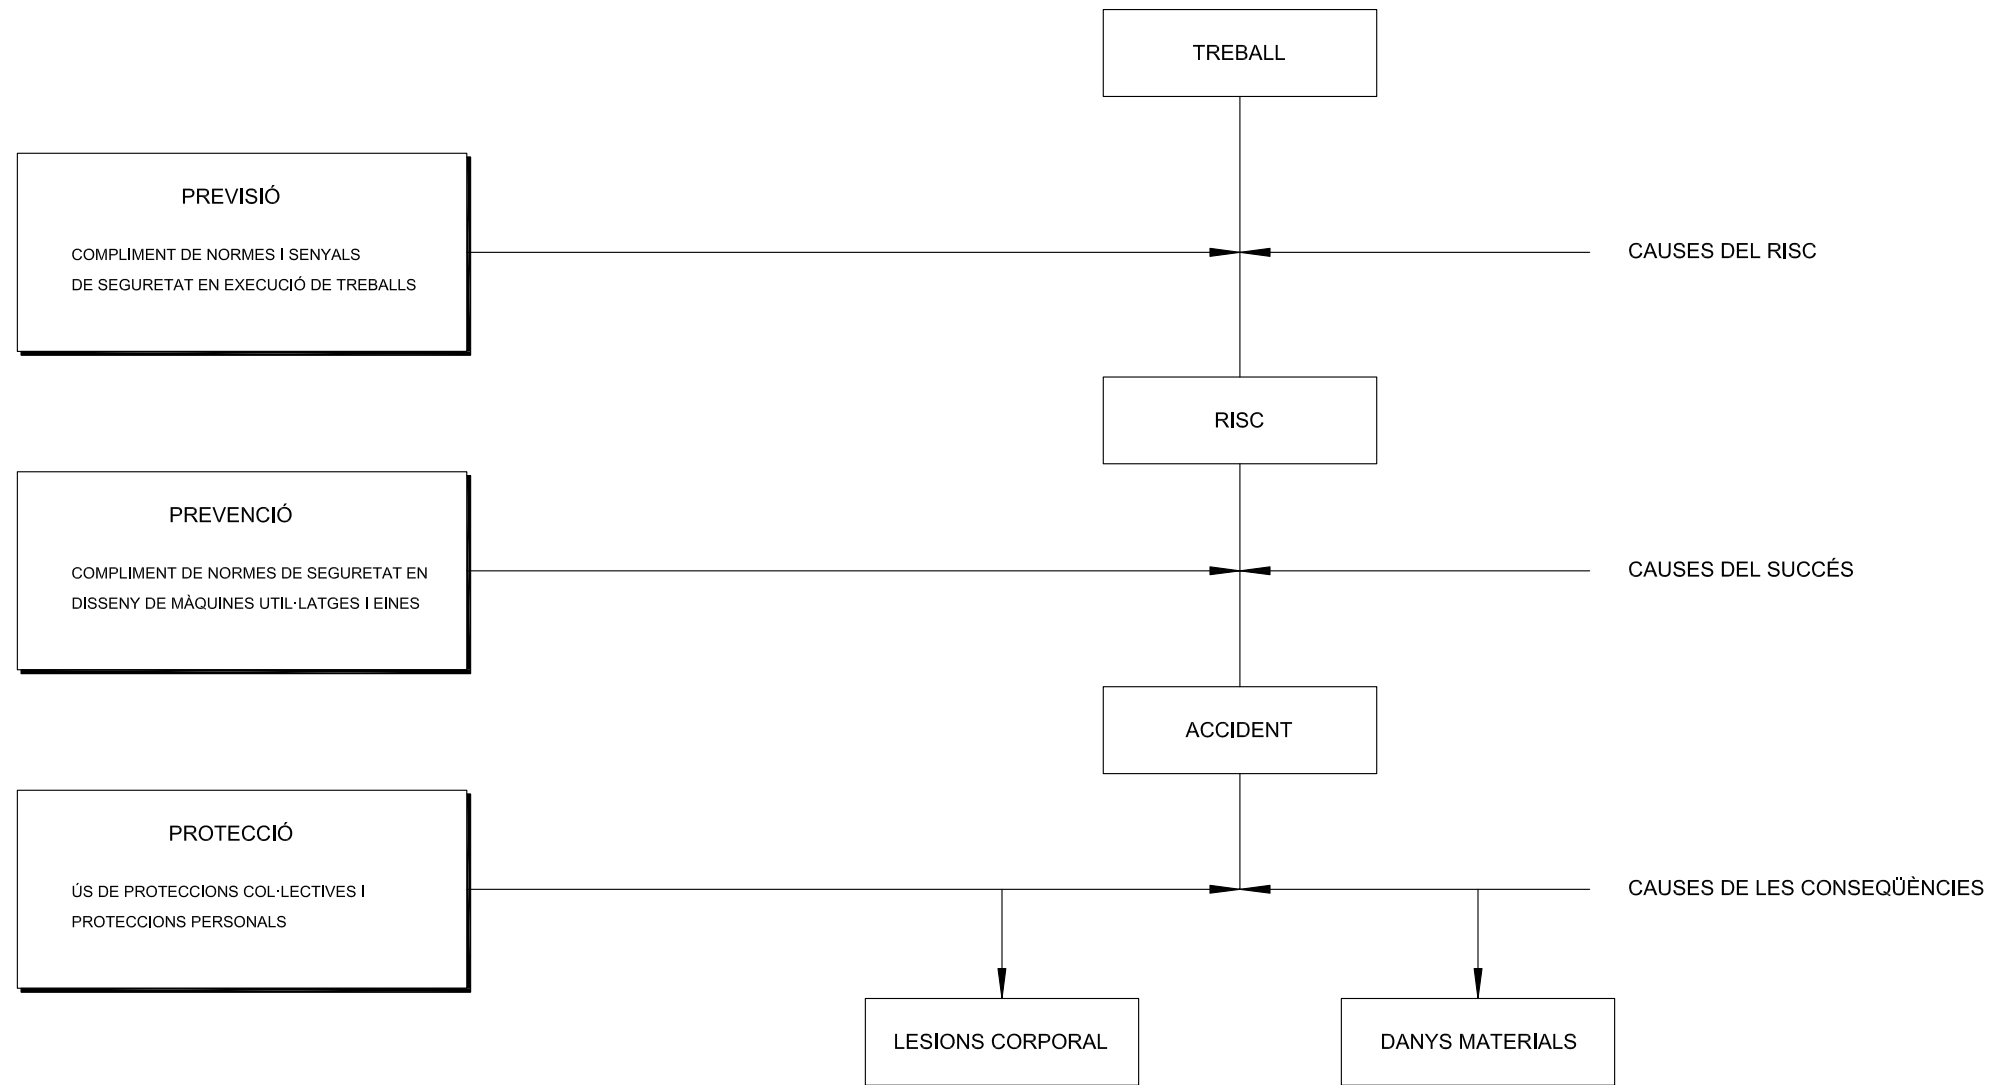 TREBALL
PREVISIÓ
COMPLIMENT DE NORMES I SENYALS
DE SEGURETAT EN EXECUCIÓ DE TREBALLS
CAUSES DEL RISC
RISC
PREVENCIÓ
COMPLIMENT DE NORMES DE SEGURETAT EN
DISSENY DE MÀQUINES UTIL·LATGES I EINES
CAUSES DEL SUCCÉS
ACCIDENT
PROTECCIÓ
ÚS DE PROTECCIONS COL·LECTIVES I
PROTECCIONS PERSONALS
CAUSES DE LES CONSEQÜÈNCIES
LESIONS CORPORAL
DANYS MATERIALS